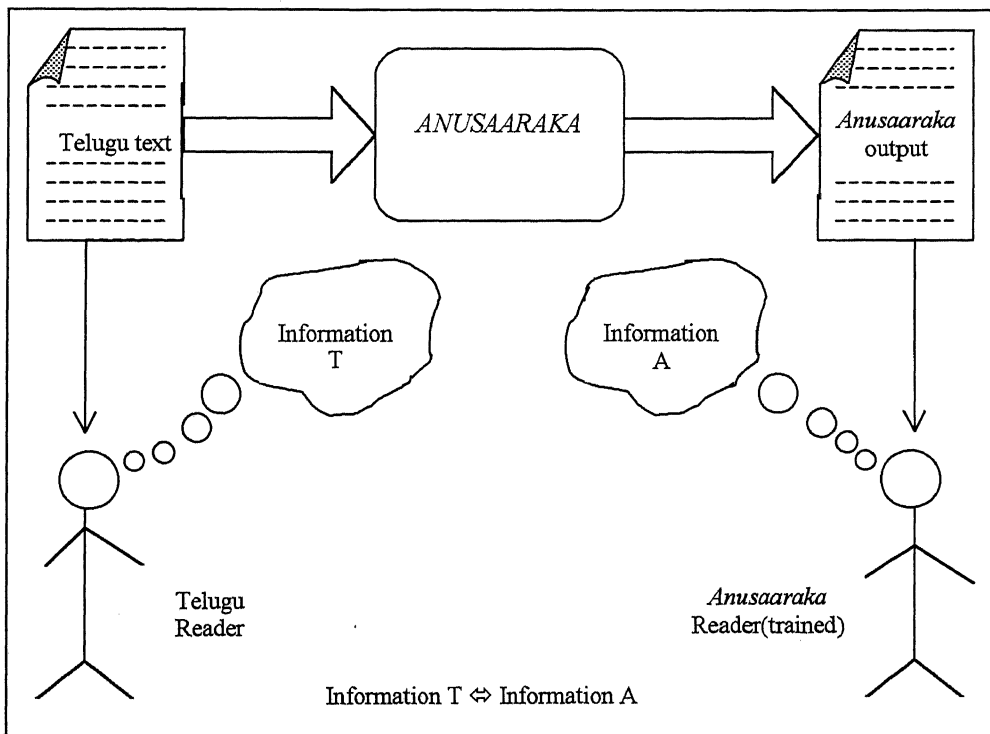 Telugu text
ANUSAARAKA
Anusaaraka
output
Information
T
Information
A
Telugu
Reader
Anusaaraka
Reader(trained)
Information T ⇔ Information A